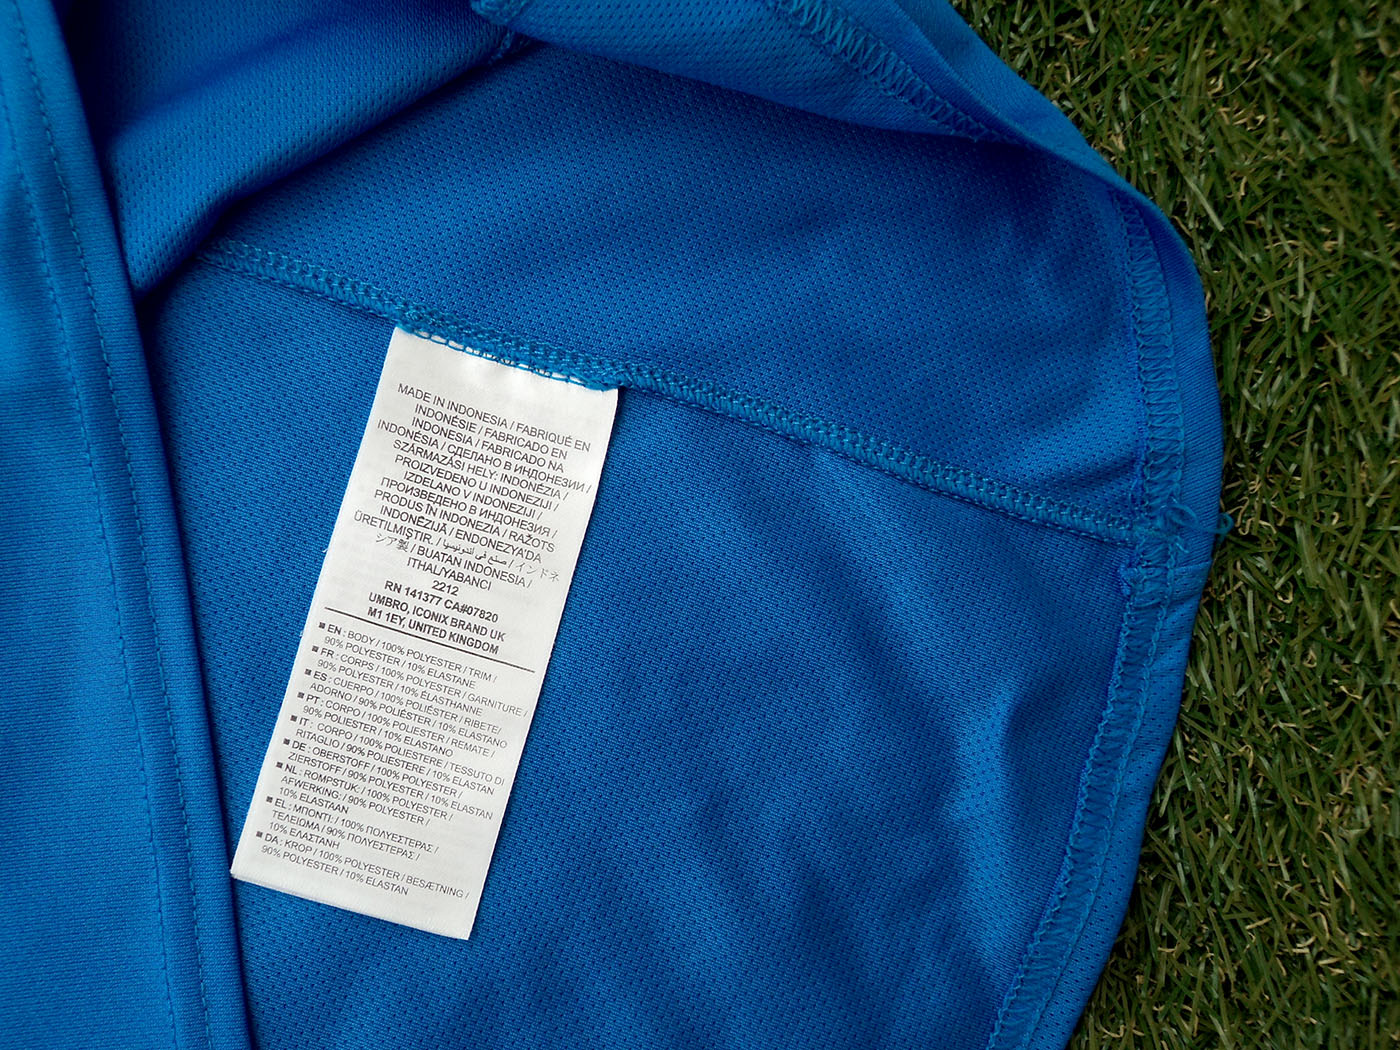 MADE IN INDONESIA / FABRIQUÉ EN
INDONÉSIE / FABRICADO EN
INDONESIA / FABRICADO NA
INDONÉSIA / СДЕЛАНО В ИНДОНЕЗИИ /
SZÁRMAZÁSI HELY: INDONÉZIA /
PROIZVEDENO U INDONEZIJI /
IZDELANO V INDONEZIJI /
ПРОИЗВЕДЕНО В ИНДОНЕЗИЯ /
PRODUS ÎN INDONEZIA / RAŽOTS
INDONĒZIJĀ / ENDONEZYA'DA
ÜRETILMIŞTIR. / صنع في أندونيسيا / インドネ
シア製 / BUATAN INDONESIA /
ITHAL/YABANCI
2212
RN 141377 CA#07820
UMBRO, ICONIX BRAND UK
M1 1EY, UNITED KINGDOM
■ EN : BODY / 100% POLYESTER / TRIM /
90% POLYESTER / 10% ELASTANE
■ FR : CORPS / 100% POLYESTER / GARNITURE /
90% POLYESTER / 10% ÉLASTHANNE
■ ES : CUERPO / 100% POLIÉSTER / RIBETE/
ADORNO / 90% POLIÉSTER / 10% ELASTANO
■ PT : CORPO / 100% POLIÉSTER / REMATE /
90% POLIESTER / 10% ELASTANO
■ IT : CORPO / 100% POLIESTERE / TESSUTO DI
RITAGLIO / 90% POLIESTERE / 10% ELASTAN
■ DE : OBERSTOFF / 100% POLYESTER /
ZIERSTOFF / 90% POLYESTER / 10% ELASTAN
■ NL : ROMPSTUK: / 100% POLYESTER /
AFWERKING: / 90% POLYESTER /
10% ELASTAAN
■ EL : ΜΠΟΝΤΙ: / 100% ΠΟΛΥΕΣΤΕΡΑΣ /
ΤΕΛΕΙΩΜΑ / 90% ΠΟΛΥΕΣΤΕΡΑΣ /
10% ΕΛΑΣΤΑΝΗ
■ DA : KROP / 100% POLYESTER / BESÆTNING /
90% POLYESTER / 10% ELASTAN